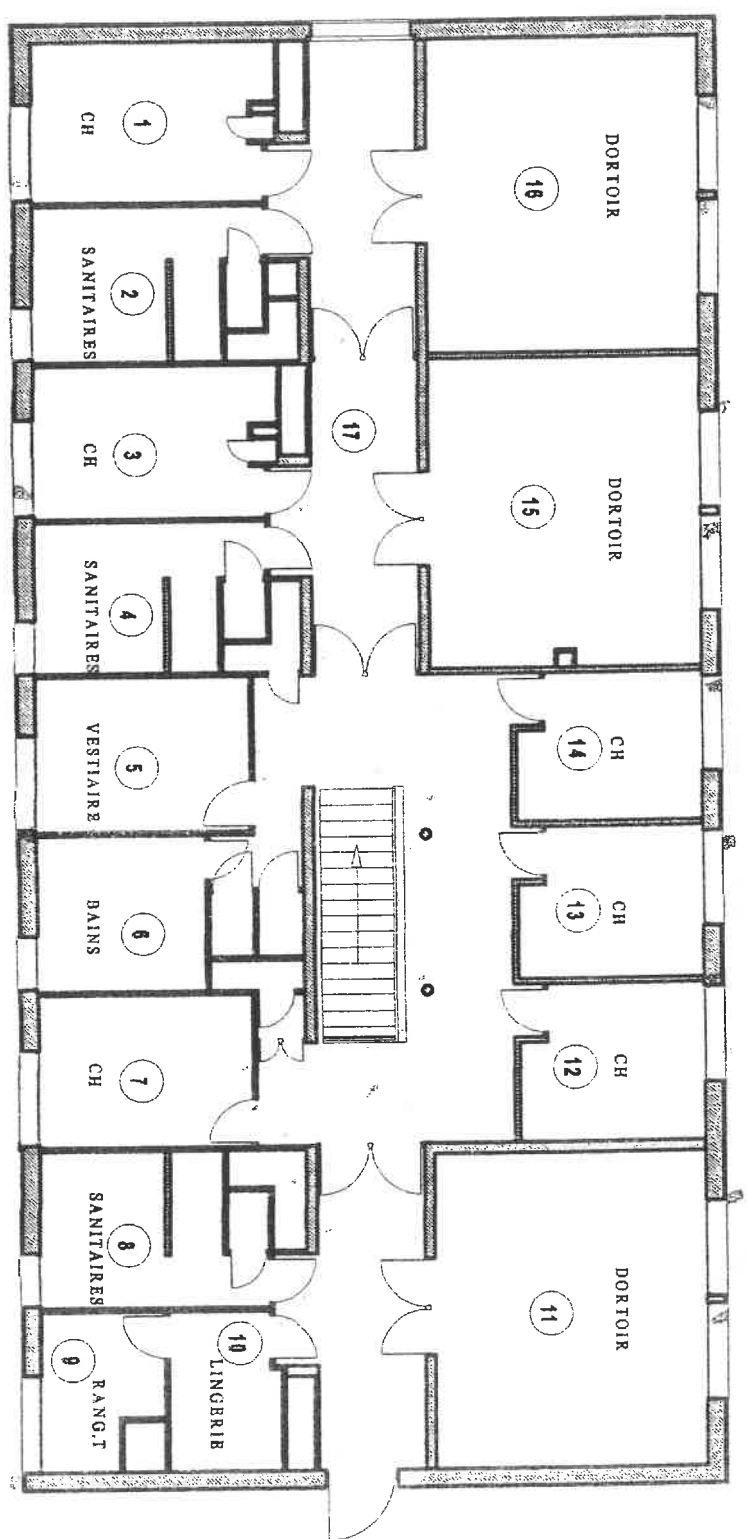 1
CH
2
SANITAIRES
3
CH
4
SANITAIRES
5
VESTIAIRE
6
BAINS
7
CH
8
SANITAIRES
9
RANG.T
10
LINGERIE
11
DORTOIR
12
CH
13
CH
14
CH
15
DORTOIR
16
DORTOIR
17